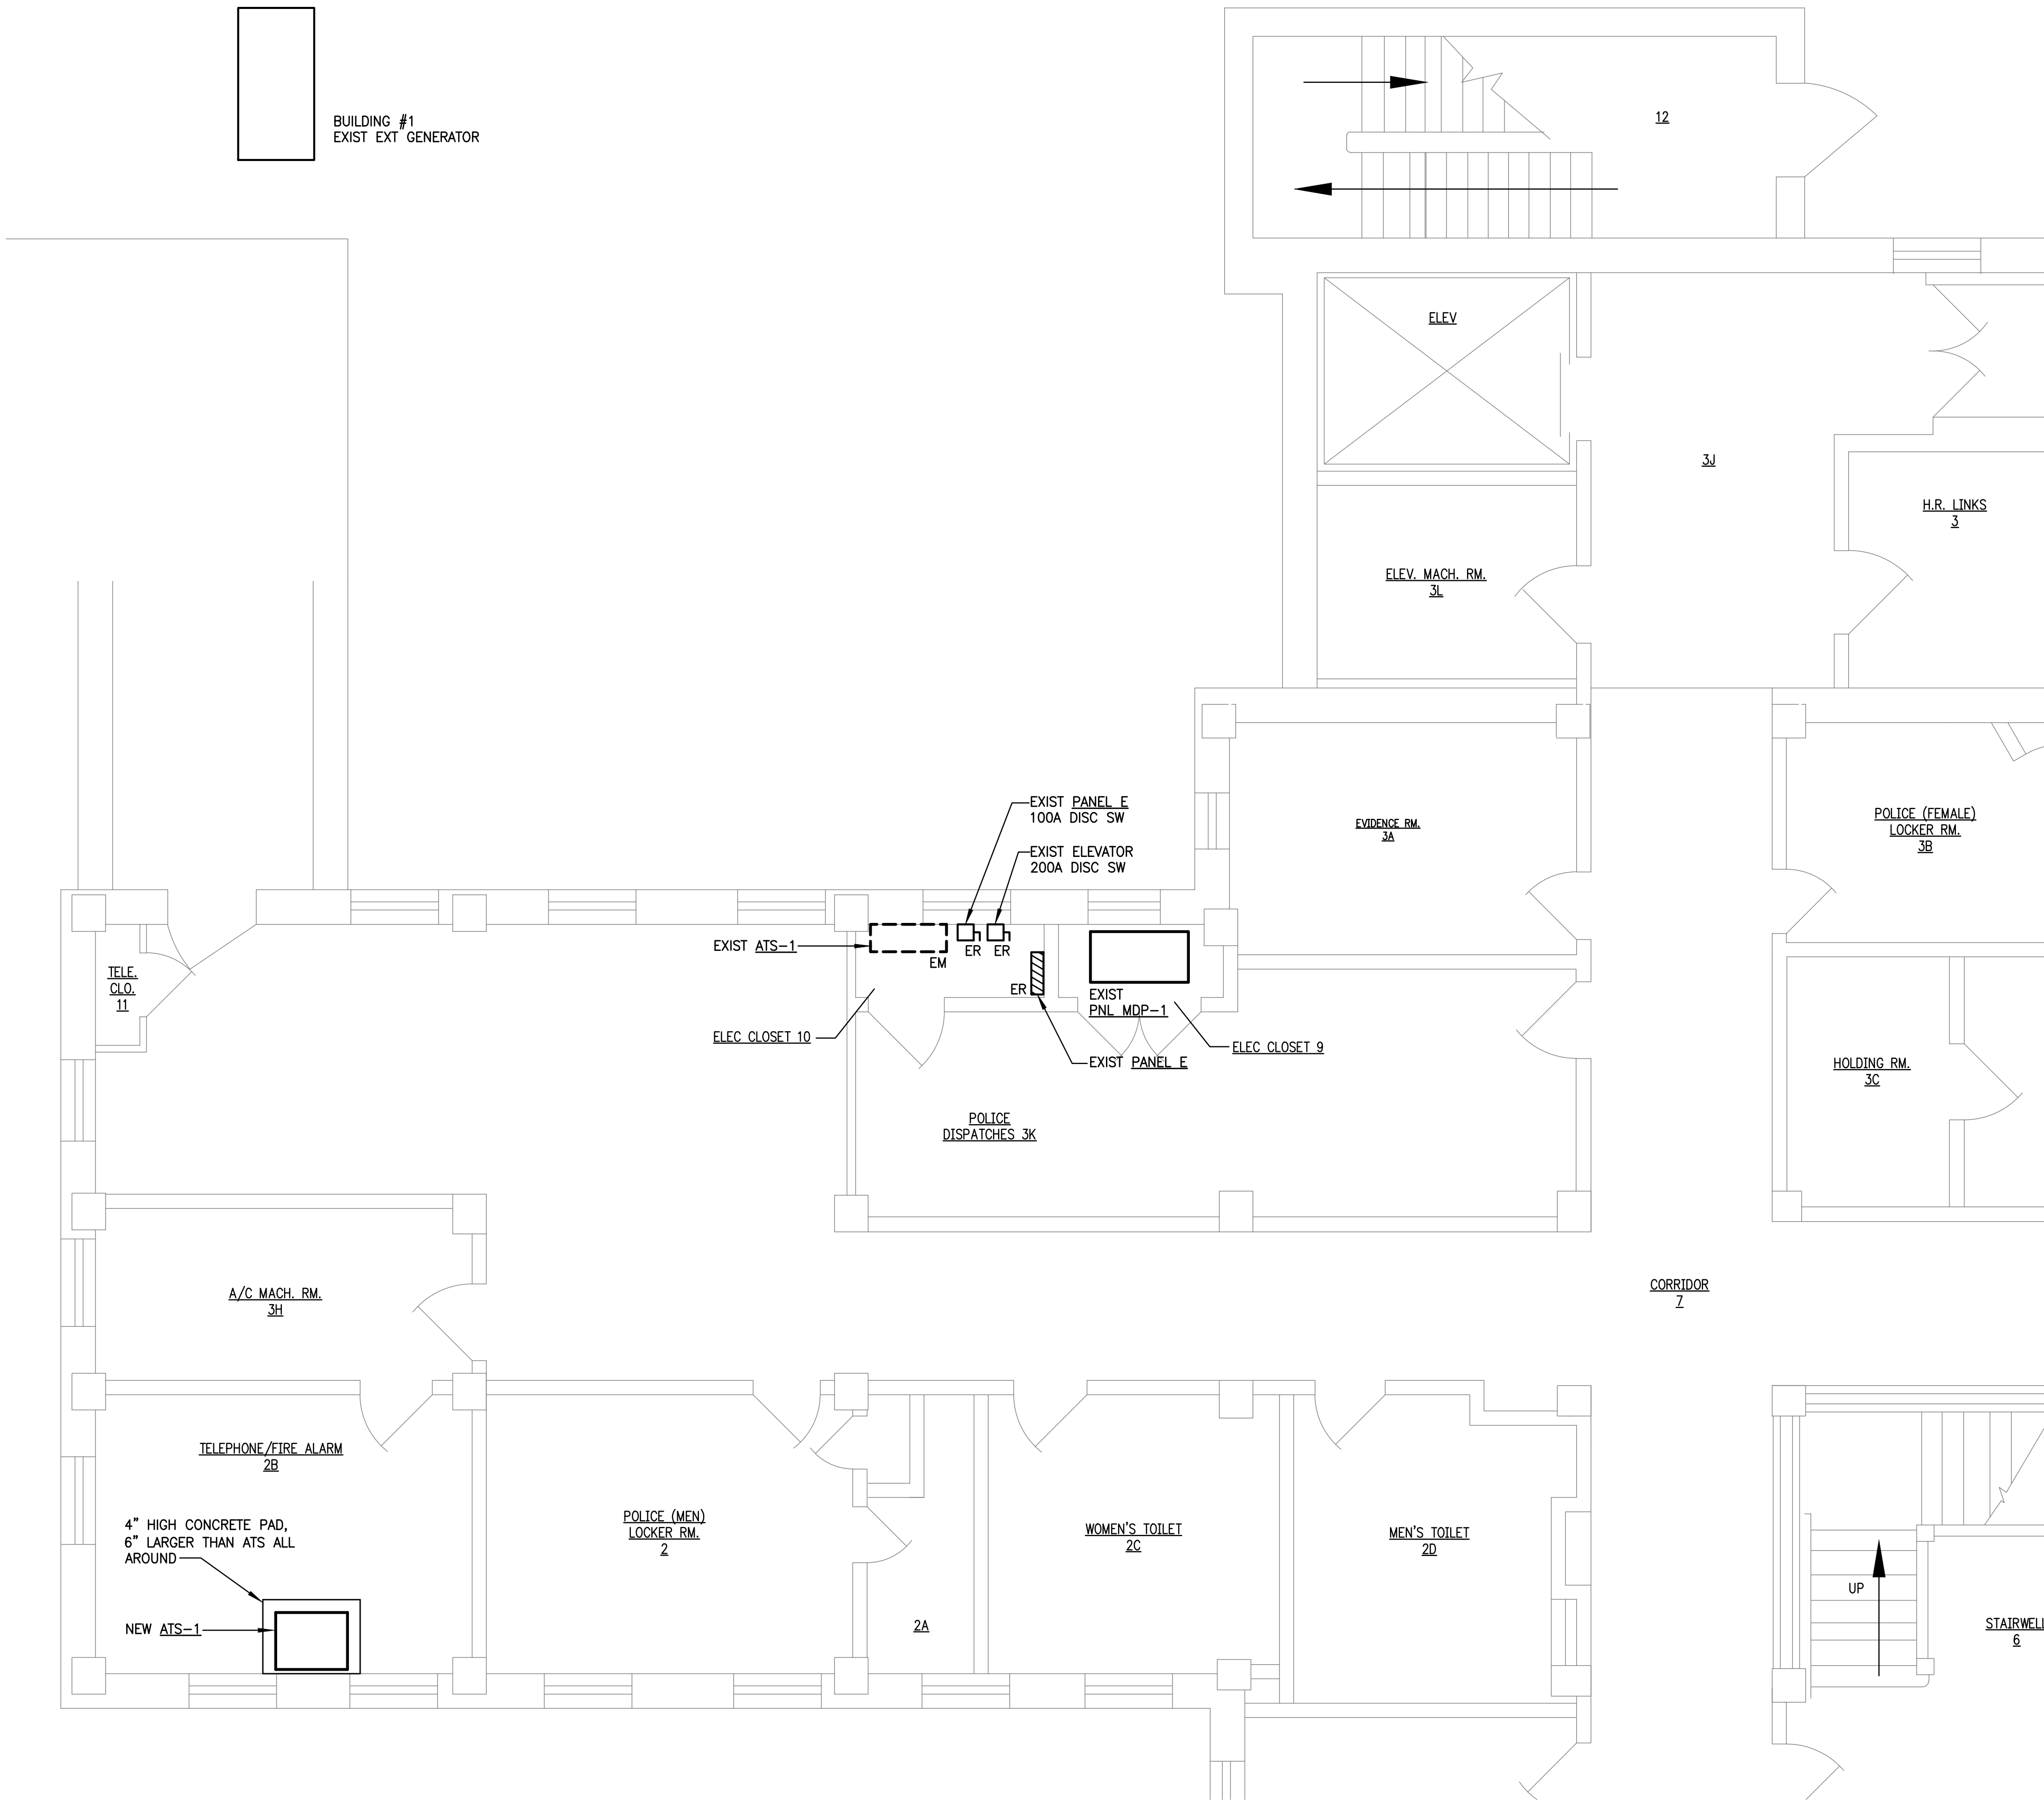 BUILDING #1
EXIST EXT GENERATOR
12
ELEV
3J
H.R. LINKS
3
ELEV. MACH. RM.
3L
EXIST PANEL E
100A DISC SW
EXIST ELEVATOR
200A DISC SW
EVIDENCE RM.
3A
POLICE (FEMALE)
LOCKER RM.
3B
EXIST ATS-1
EM
ER
ER
ER
TELE.
CLO.
11
EXIST
PNL MDP-1
ELEC CLOSET 10
ELEC CLOSET 9
EXIST PANEL E
HOLDING RM.
3C
POLICE
DISPATCHES 3K
A/C MACH. RM.
3H
CORRIDOR
7
TELEPHONE/FIRE ALARM
2B
4" HIGH CONCRETE PAD,
6" LARGER THAN ATS ALL
AROUND
NEW ATS-1
POLICE (MEN)
LOCKER RM.
2
2A
WOMEN'S TOILET
2C
MEN'S TOILET
2D
UP
STAIRWELL
6